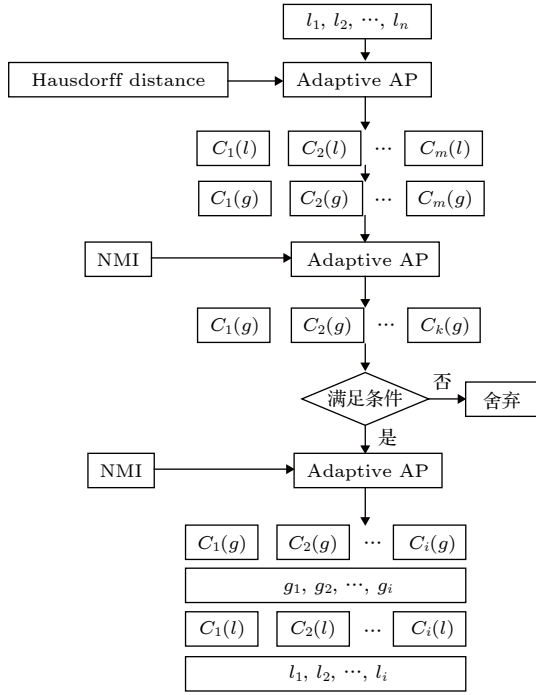 l₁, l₂, ⋯, lₙ
Hausdorff distance Adaptive AP
C₁(l) C₂(l) ⋯ Cₘ(l)
C₁(g) C₂(g) ⋯ Cₘ(g)
NMI Adaptive AP
C₁(g) C₂(g) ⋯ Cₖ(g)
满足条件 否 舍弃
是
NMI Adaptive AP
C₁(g) C₂(g) ⋯ Cᵢ(g)
g₁, g₂, ⋯, gᵢ
C₁(l) C₂(l) ⋯ Cᵢ(l)
l₁, l₂, ⋯, lᵢ